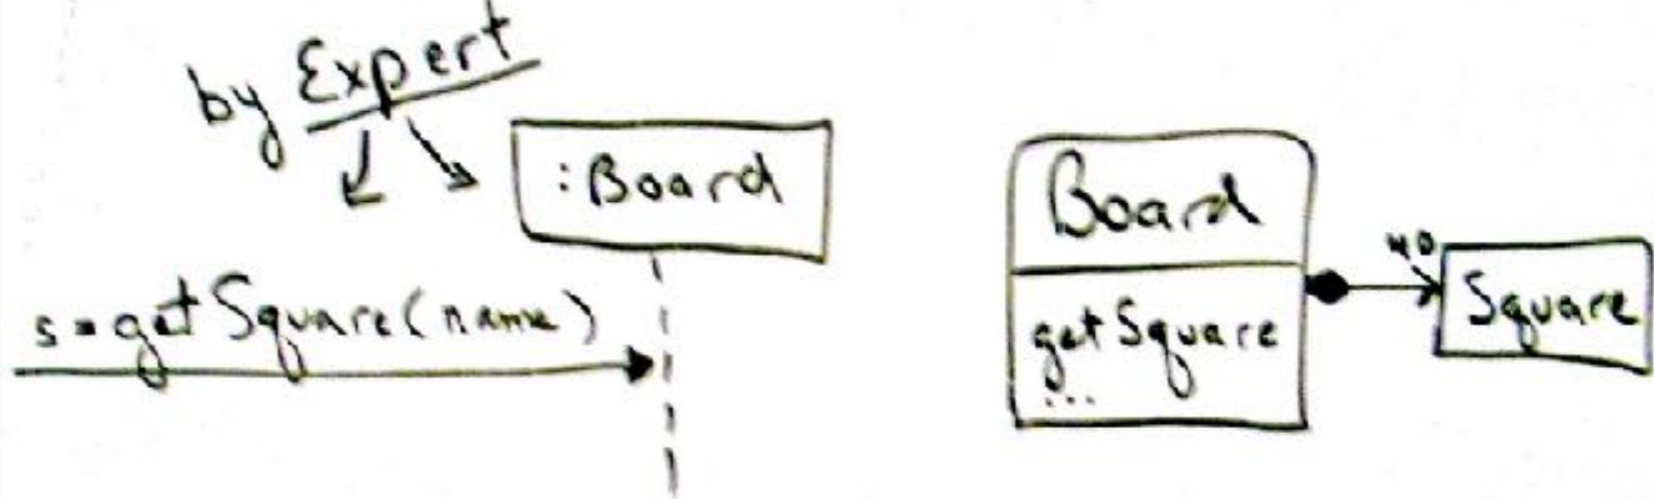 by Expert
:Board
s = getSquare(name)
Board
getSquare
...
40
Square